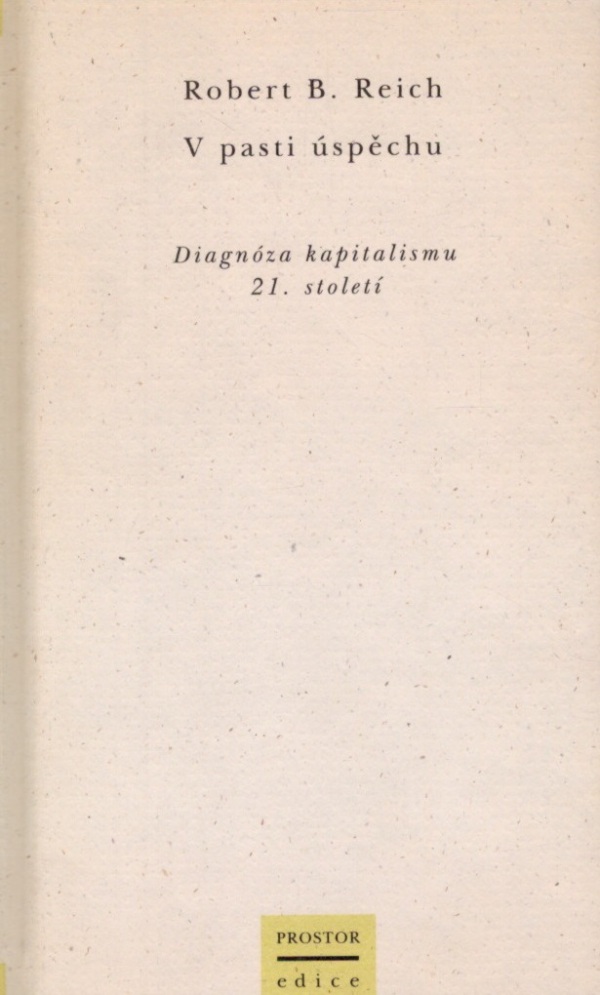 Robert B. Reich
V pasti úspěchu
Diagnóza kapitalismu
21. století
PROSTOR
edice